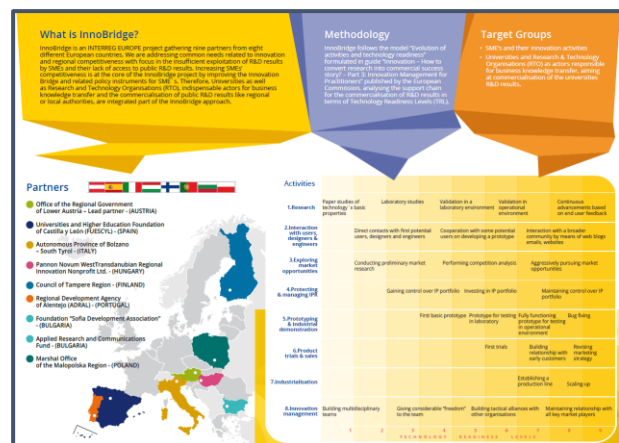 What is InnoBridge?
InnoBridge is an INTERREG EUROPE project gathering nine partners from eight
different European countries. We are addressing common needs related to innovation
and regional competitiveness with focus in the insufficient exploitation of R&D results
by SMEs and their lack of access to public R&D results. Increasing SMEs'
competitiveness is at the core of the InnoBridge project by improving the Innovation
Bridge and related policy instruments for SME´s. Therefore, Universities as well
as Research and Technology Organisations (RTO), indispensable actors for business
knowledge transfer and the commercialisation of public R&D results like regional
or local authorities, are integrated part of the InnoBridge approach.
Methodology
InnoBridge follows the model "Evolution of
activities and technology readiness"
formulated in guide "Innovation – How to
convert research into commercial success
story? – Part 3: Innovation Management for
Practitioners" published by the European
Commission, analysing the support chain
for the commercialisation of R&D results in
terms of Technology Readiness Levels (TRL).
Target Groups
• SME's and their innovation activities
• Universities and Research & Technology
Organisations (RTO) as actors responsible
for business knowledge transfer, aiming
at commercialisation of the universities
R&D results.
Partners
Office of the Regional Government
of Lower Austria – Lead partner - (AUSTRIA)
Universities and Higher Education Foundation
of Castilla y León (FUESCYL) - (SPAIN)
Autonomous Province of Bolzano
– South Tyrol - (ITALY)
Pannon Novum WestTransdanubian Regional
Innovation Nonprofit Ltd. - (HUNGARY)
Council of Tampere Region - (FINLAND)
Regional Development Agency
of Alentejo (ADRAL) - (PORTUGAL)
Foundation "Sofia Development Association"
- (BULGARIA)
Applied Research and Communications
Fund - (BULGARIA)
Marshal Office
of the Malopolska Region - (POLAND)
Activities
1.Research
Paper studies of technology´s basic properties
Laboratory studies
Validation in a laboratory environment
Validation in operational environment
Continuous advancements based on end user feedback
2.Interaction with users, designers & engineers
Direct contacts with first potential users, designers and engineers
Cooperation with some potential users on developing a prototype
Interaction with a broader community by means of web blogs emails, websites
3.Exploring market opportunities
Conducting preliminary market research
Performing competition analysis
Aggressively pursuing market opportunities
4.Protecting & managing IPR
Gaining control over IP portfolio
Investing in IP portfolio
Maintaining control over IP portfolio
5.Prototyping & Industrial demonstration
First basic prototype
Prototype for testing in laboratory
Fully functioning prototype for testing in operational environment
Bug fixing
6.Product trials & sales
First trials
Building relationship with early customers
Revising marketing strategy
7.Industrialisation
Establishing a production line
Scaling-up
8.Innovation management
Building multidisciplinary teams
Giving considerable "freedom" to the team
Building tactical alliances with other organisations
Maintaining relationship with all key market players
1 2 3 4 5 6 7 8 9
TECHNOLOGY READINESS LEVELS